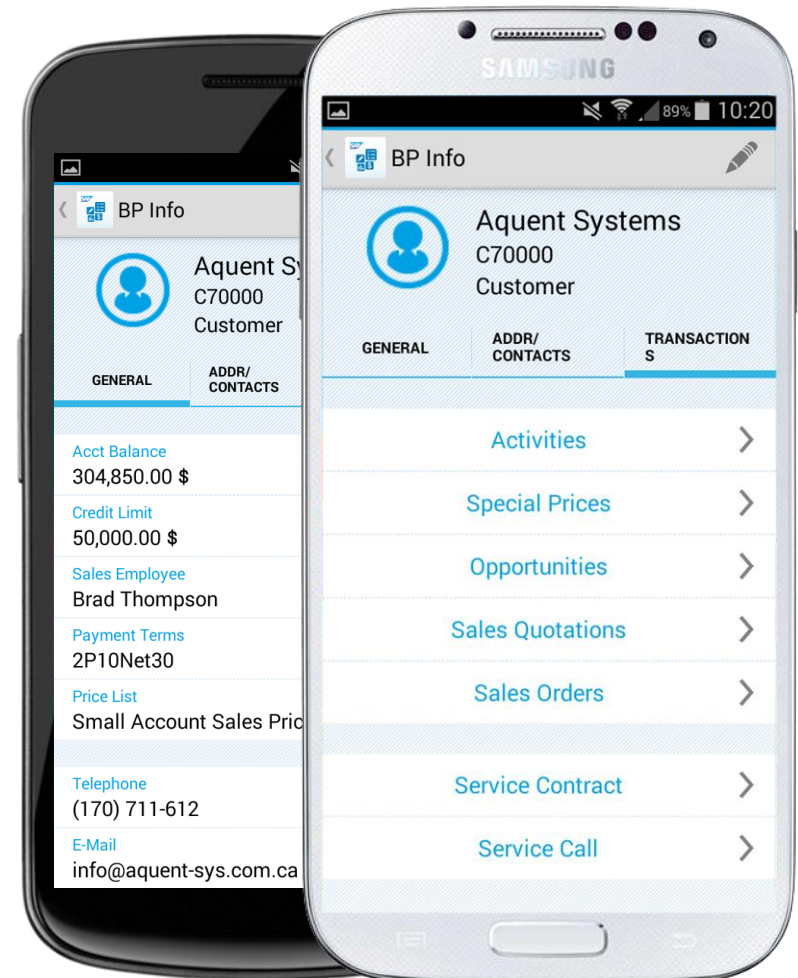 BP Info
Aquent S
C70000
Customer
GENERAL
ADDR/
CONTACTS
Acct Balance
304,850.00 $
Credit Limit
50,000.00 $
Sales Employee
Brad Thompson
Payment Terms
2P10Net30
Price List
Small Account Sales Pric
Telephone
(170) 711-612
E-Mail
info@aquent-sys.com.ca
SAMSUNG
89% 10:20
SAP
BP Info
Aquent Systems
C70000
Customer
GENERAL
ADDR/
CONTACTS
TRANSACTION
S
Activities
Special Prices
Opportunities
Sales Quotations
Sales Orders
Service Contract
Service Call